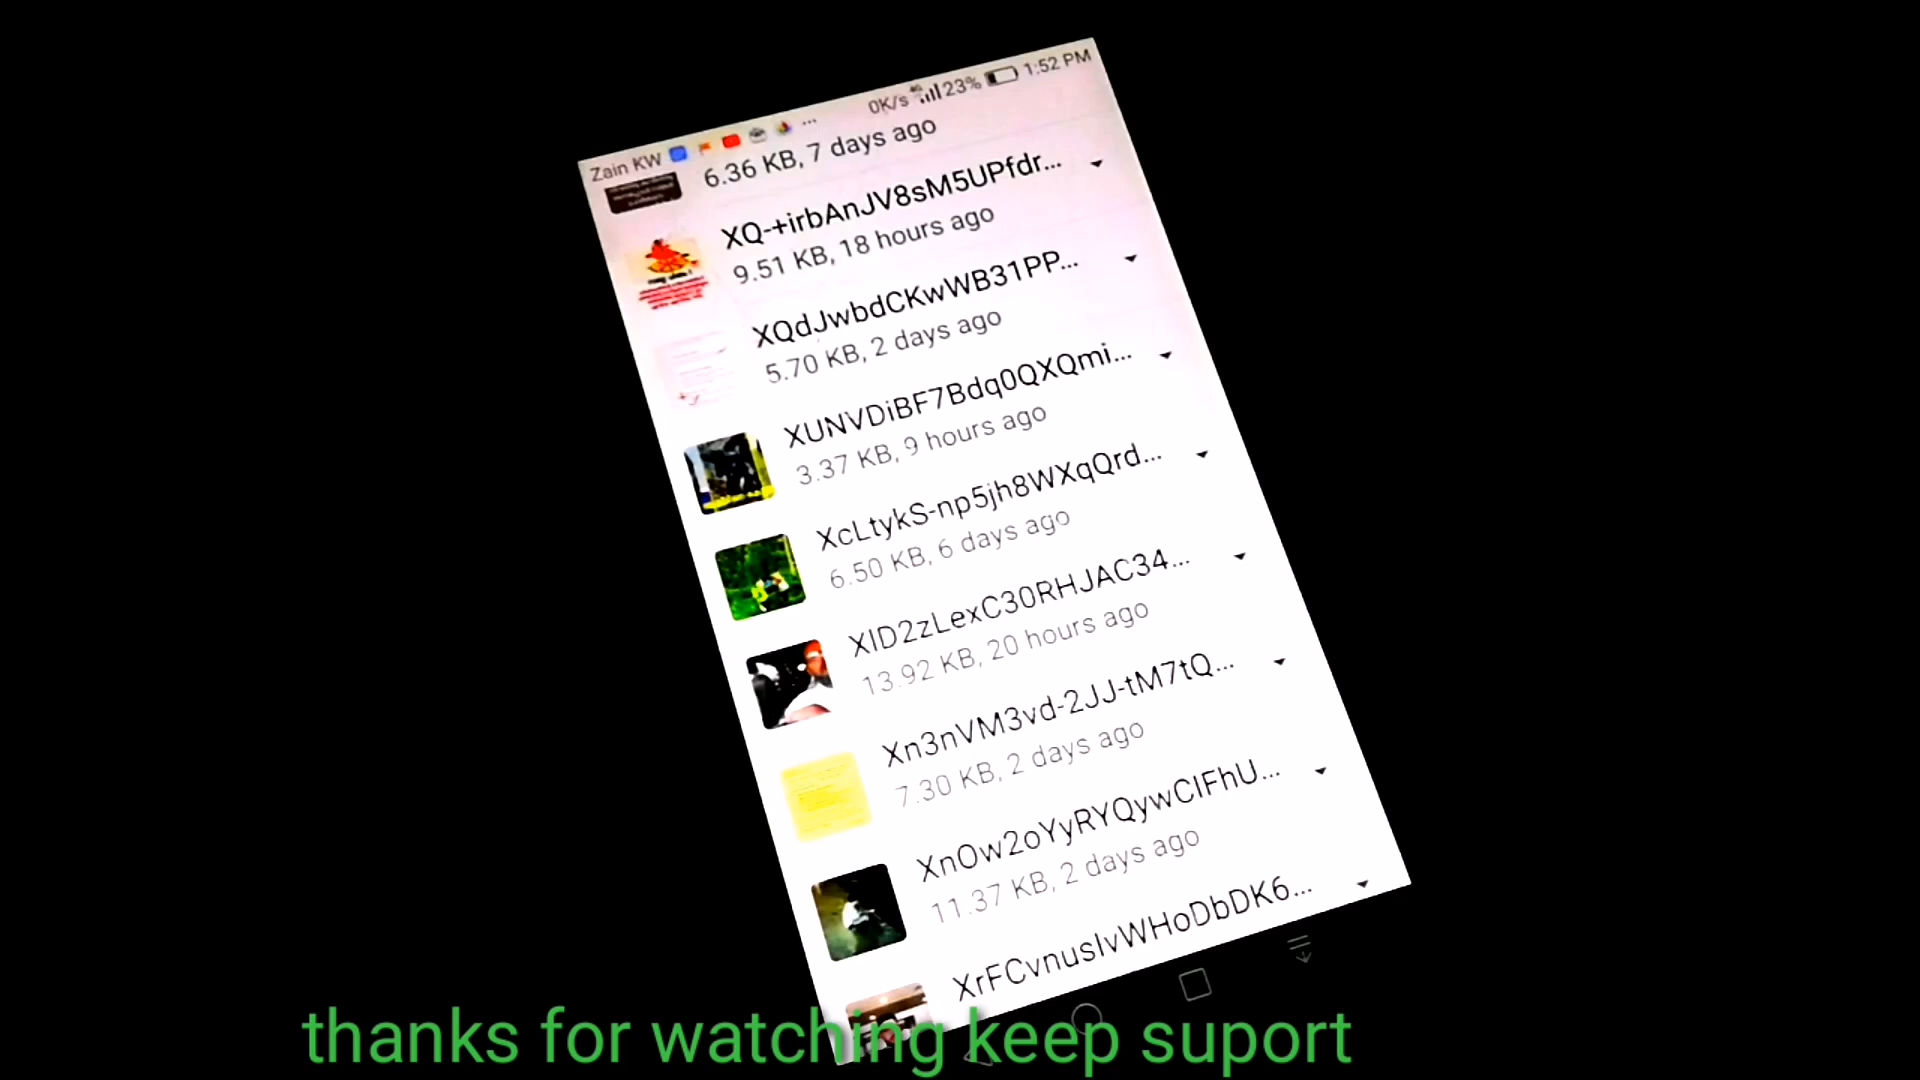 Zain KW ... 0K/s 4G 23% 1:52 PM
6.36 KB, 7 days ago
XQ-+irbAnJV8sM5UPfdr...
9.51 KB, 18 hours ago
XQdJwbdCKwWB31PP...
5.70 KB, 2 days ago
XUNVDiBF7Bdq0QXQmi...
3.37 KB, 9 hours ago
XcLtykS-np5jh8WXqQrd...
6.50 KB, 6 days ago
XlD2zLexC30RHJAC34...
13.92 KB, 20 hours ago
Xn3nVM3vd-2JJ-tM7tQ...
7.30 KB, 2 days ago
XnOw2oYyRYQywCIFhU...
11.37 KB, 2 days ago
XrFCvnusIvWHoDbDK6...
thanks for watching keep suport